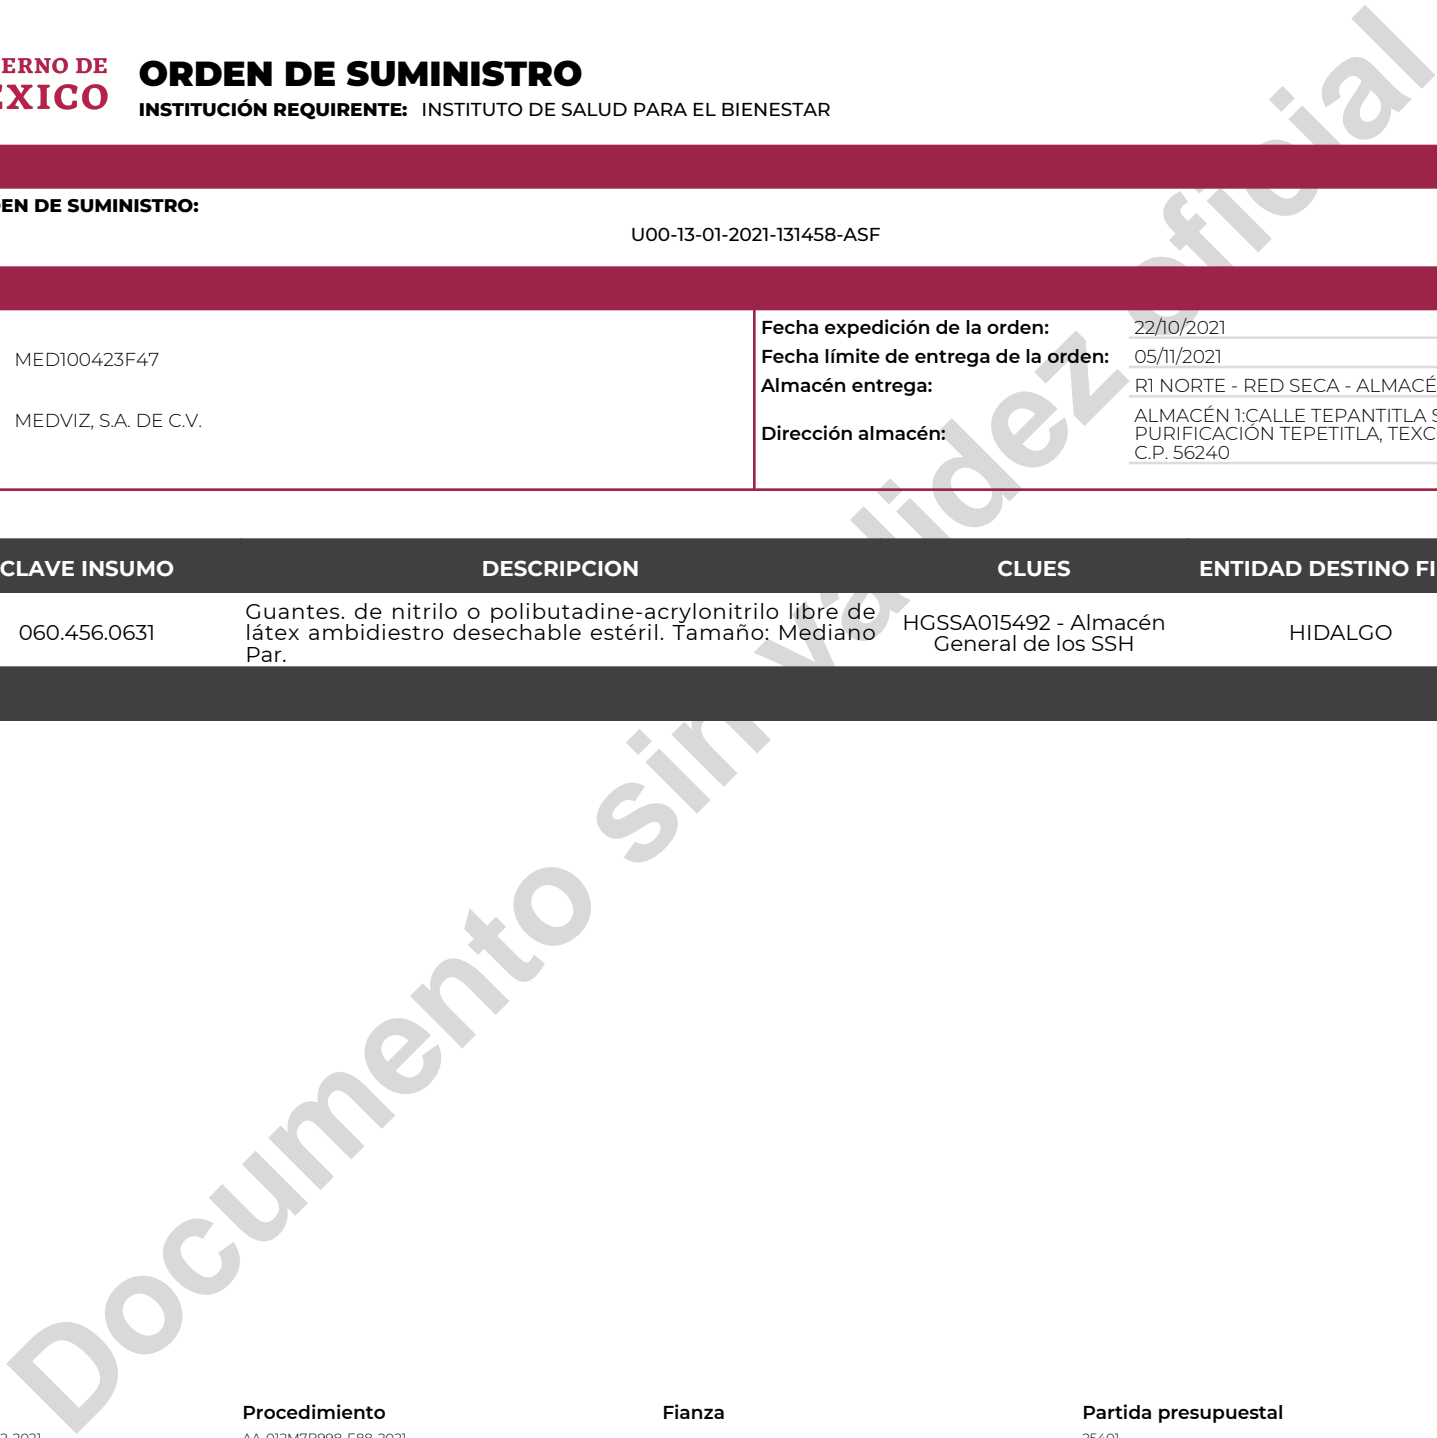 ERNO DE
EXICO
ORDEN DE SUMINISTRO
INSTITUCIÓN REQUIRENTE: INSTITUTO DE SALUD PARA EL BIENESTAR
EN DE SUMINISTRO:
U00-13-01-2021-131458-ASF
MED100423F47
MEDVIZ, S.A. DE C.V.
Fecha expedición de la orden: 22/10/2021
Fecha límite de entrega de la orden: 05/11/2021
Almacén entrega: R1 NORTE - RED SECA - ALMACÉ
Dirección almacén:
ALMACÉN 1:CALLE TEPANTITLA S
PURIFICACIÓN TEPETITLA, TEXC
C.P. 56240
CLAVE INSUMO DESCRIPCION CLUES ENTIDAD DESTINO FI
060.456.0631
Guantes. de nitrilo o polibutadine-acrylonitrilo libre de
látex ambidiestro desechable estéril. Tamaño: Mediano
Par.
HGSSA015492 - Almacén
General de los SSH
HIDALGO
Documento sin validez oficial
Procedimiento Fianza Partida presupuestal